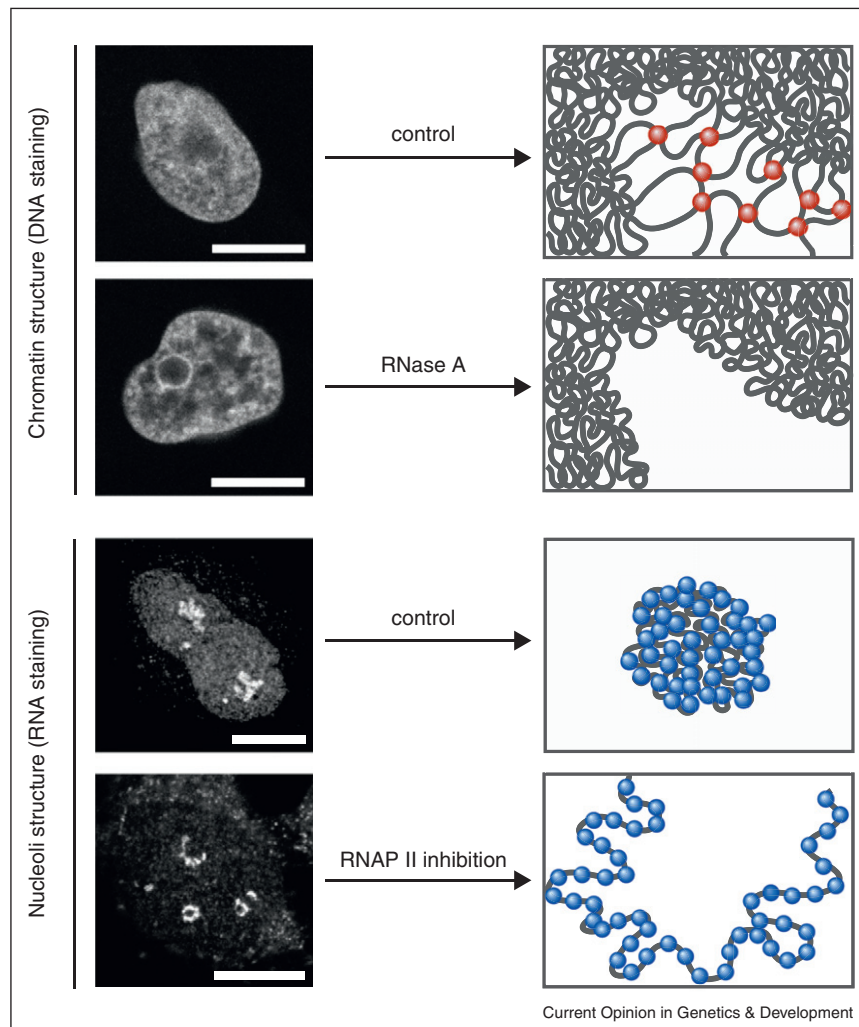 Chromatin structure (DNA staining)
control
RNase A
Nucleoli structure (RNA staining)
control
RNAP II inhibition
Current Opinion in Genetics & Development